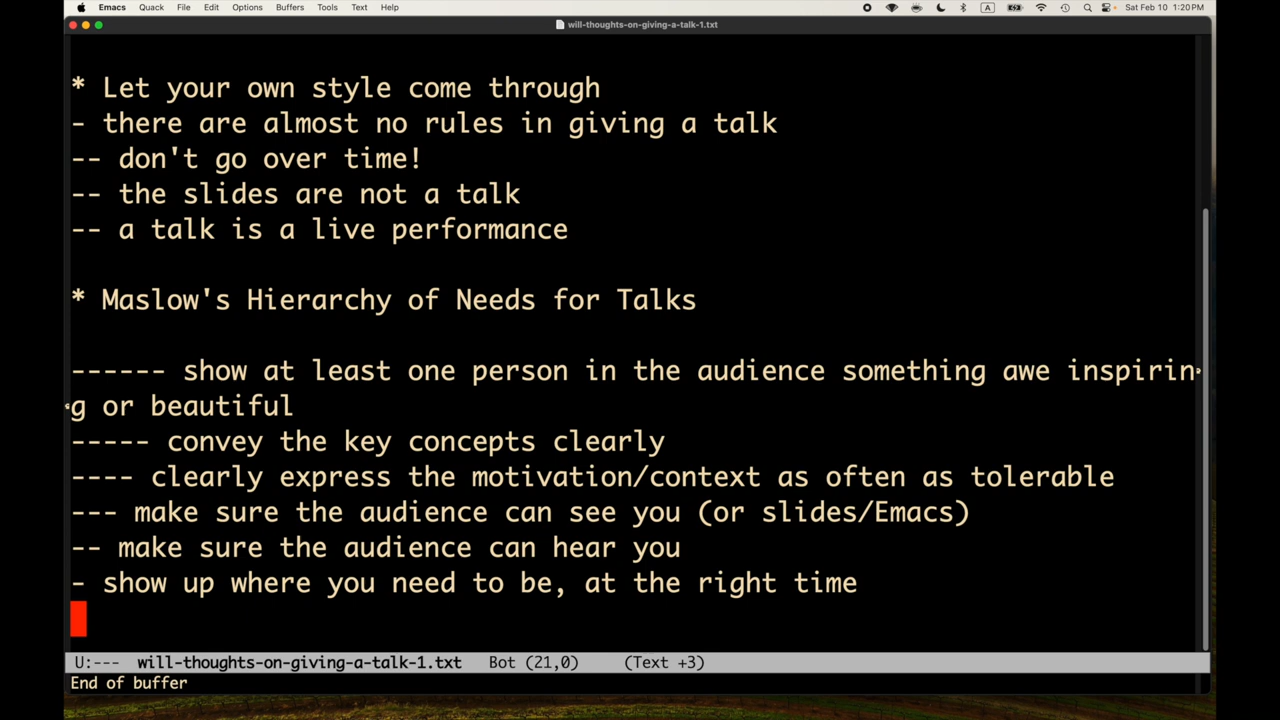 Emacs Quack File Edit Options Buffers Tools Text Help A Sat Feb 10 1:20 PM
will-thoughts-on-giving-a-talk-1.txt
* Let your own style come through
- there are almost no rules in giving a talk
-- don't go over time!
-- the slides are not a talk
-- a talk is a live performance
* Maslow's Hierarchy of Needs for Talks
------ show at least one person in the audience something awe inspirin
g or beautiful
----- convey the key concepts clearly
---- clearly express the motivation/context as often as tolerable
--- make sure the audience can see you (or slides/Emacs)
-- make sure the audience can hear you
- show up where you need to be, at the right time
U:--- will-thoughts-on-giving-a-talk-1.txt Bot (21,0) (Text +3)
End of buffer